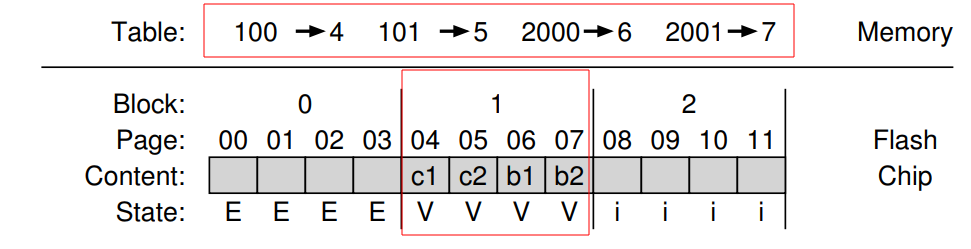 Table: 100 → 4 101 → 5 2000 → 6 2001 → 7 Memory
Block: 0 1 2
Page: 00 01 02 03 04 05 06 07 08 09 10 11 Flash
Content: c1 c2 b1 b2 Chip
State: E E E E V V V V i i i i